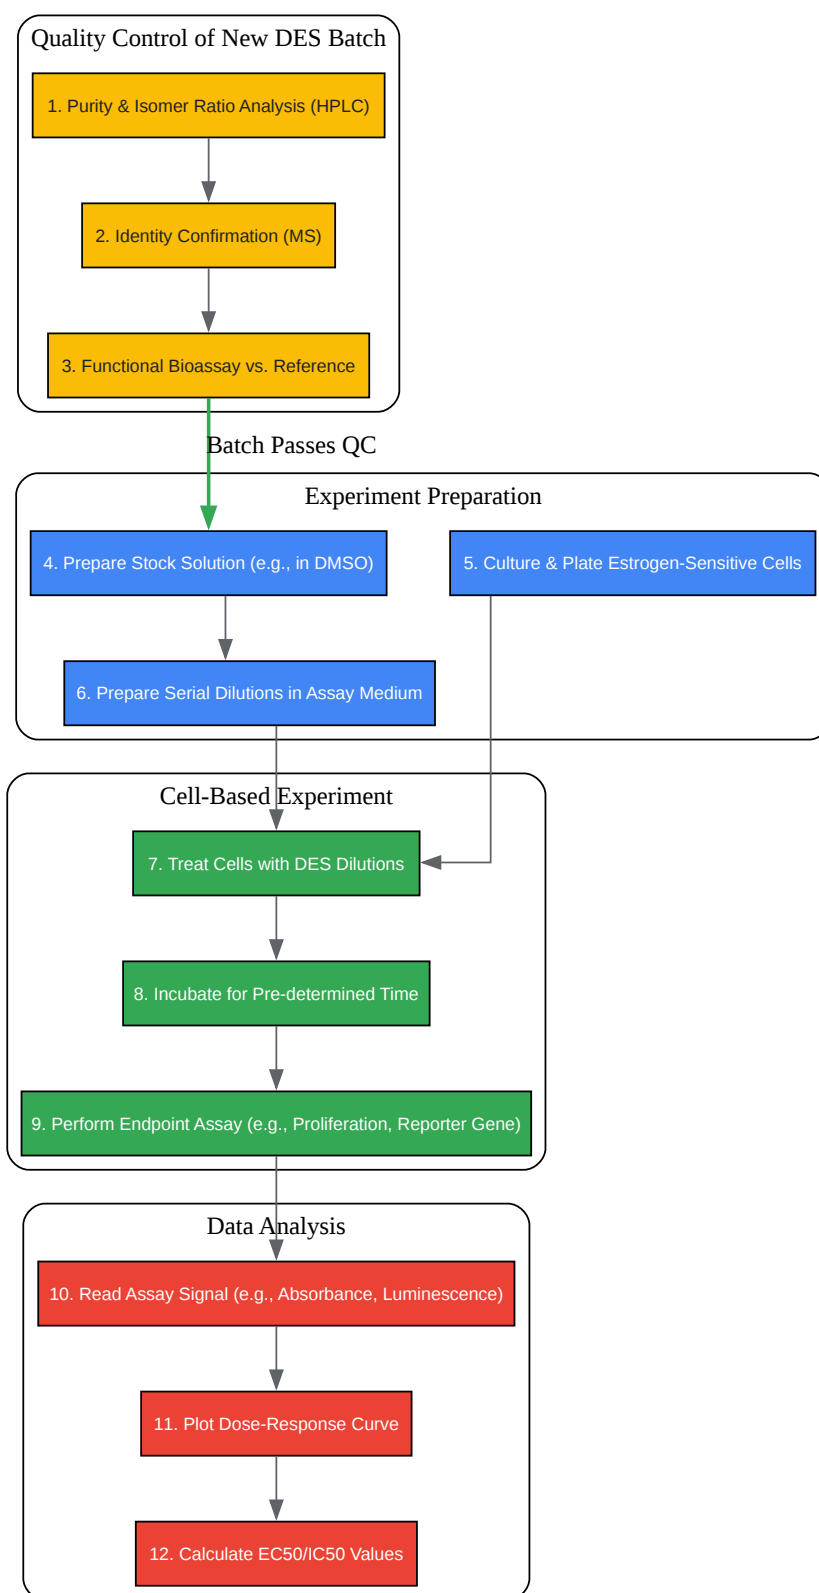 Quality Control of New DES Batch
1. Purity & Isomer Ratio Analysis (HPLC)
2. Identity Confirmation (MS)
3. Functional Bioassay vs. Reference
Batch Passes QC
Experiment Preparation
4. Prepare Stock Solution (e.g., in DMSO)
5. Culture & Plate Estrogen-Sensitive Cells
6. Prepare Serial Dilutions in Assay Medium
Cell-Based Experiment
7. Treat Cells with DES Dilutions
8. Incubate for Pre-determined Time
9. Perform Endpoint Assay (e.g., Proliferation, Reporter Gene)
Data Analysis
10. Read Assay Signal (e.g., Absorbance, Luminescence)
11. Plot Dose-Response Curve
12. Calculate EC50/IC50 Values